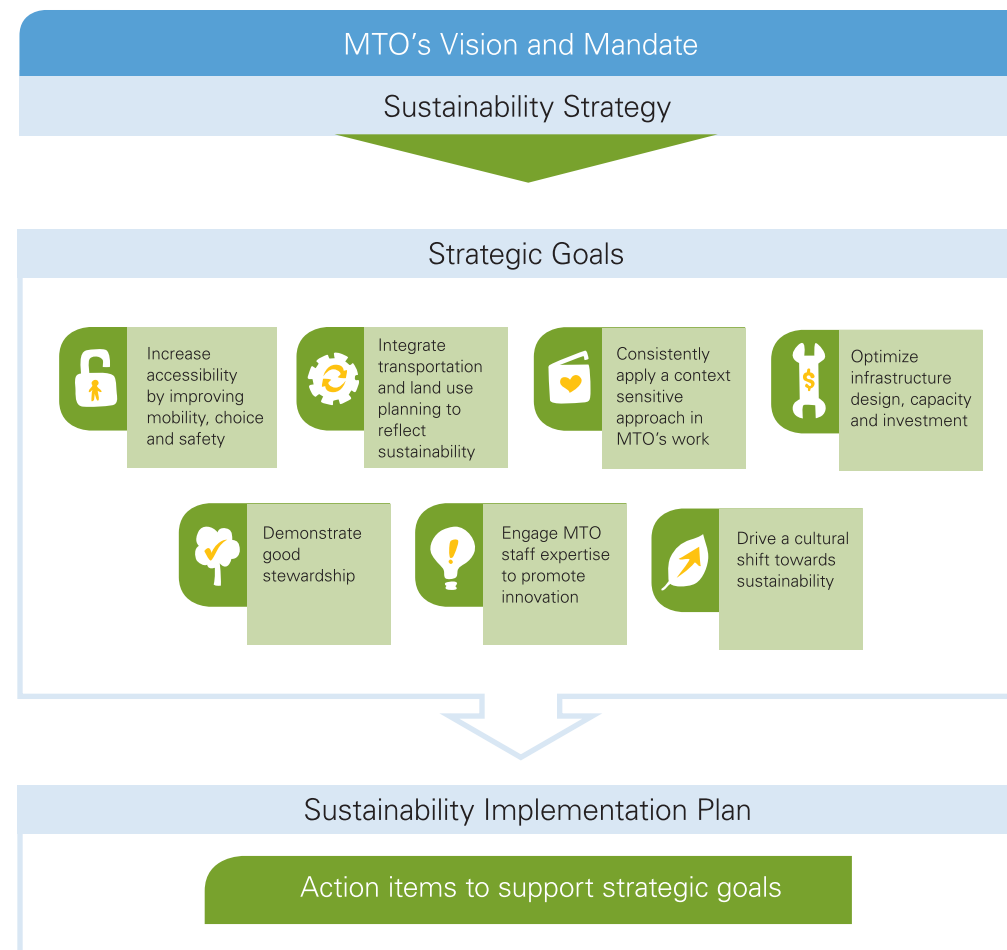 MTO’s Vision and Mandate
Sustainability Strategy
Strategic Goals
Increase
accessibility
by improving
mobility, choice
and safety
Integrate
transportation
and land use
planning to
reflect
sustainability
Consistently
apply a context
sensitive
approach in
MTO’s work
$
Optimize
infrastructure
design, capacity
and investment
Demonstrate
good
stewardship
!
Engage MTO
staff expertise
to promote
innovation
Drive a cultural
shift towards
sustainability
Sustainability Implementation Plan
Action items to support strategic goals